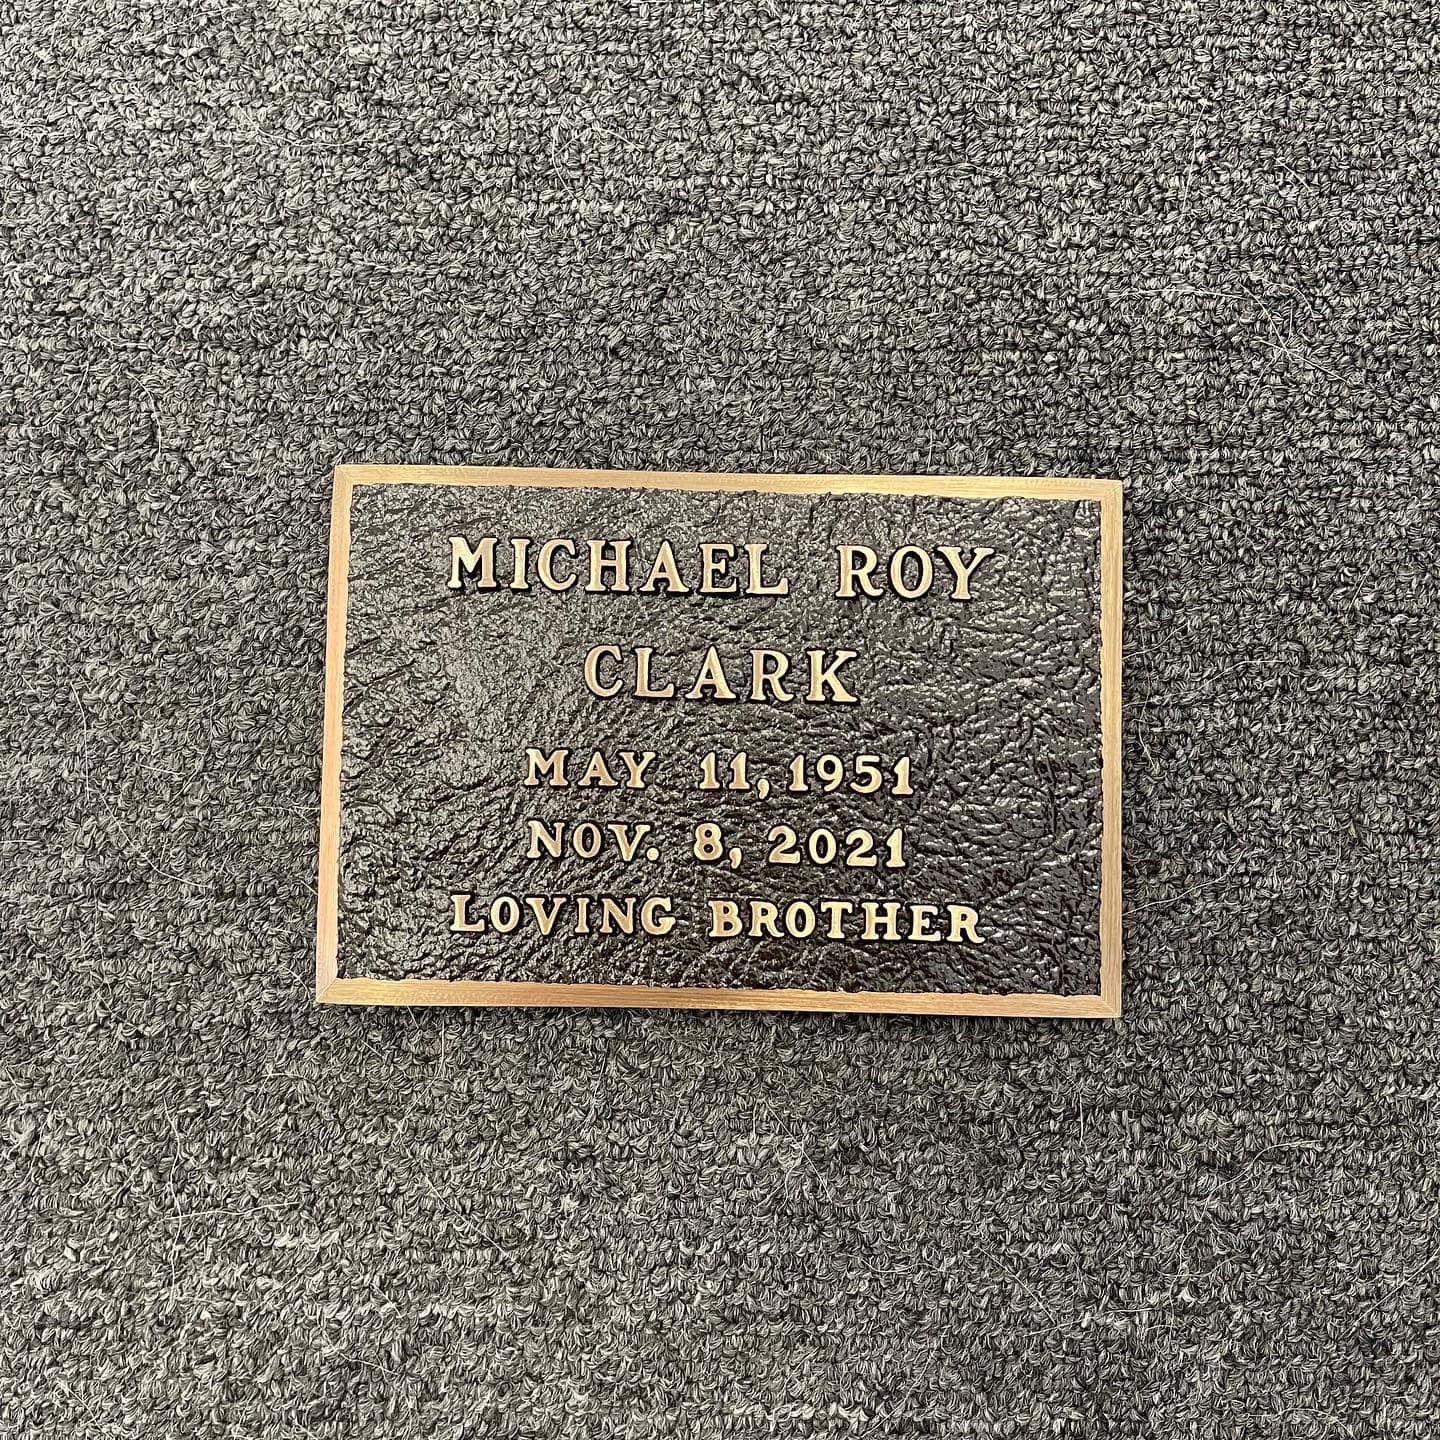 MICHAEL ROY
CLARK
MAY 11, 1951
NOV. 8, 2021
LOVING BROTHER